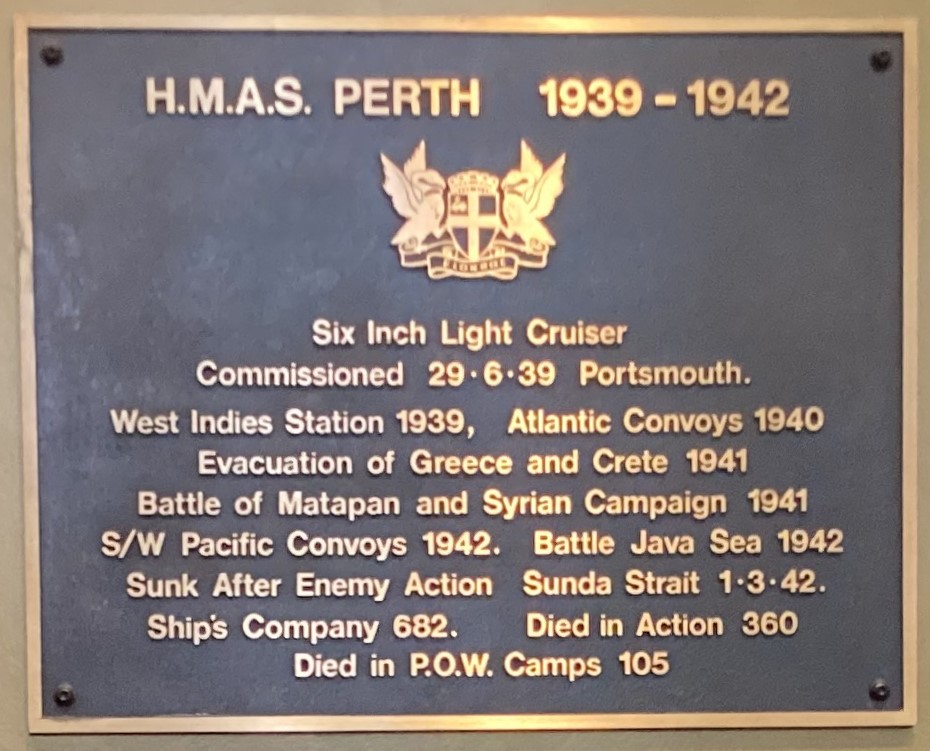 H.M.A.S. PERTH 1939 - 1942
FLOREAT
Six Inch Light Cruiser
Commissioned 29·6·39 Portsmouth.
West Indies Station 1939, Atlantic Convoys 1940
Evacuation of Greece and Crete 1941
Battle of Matapan and Syrian Campaign 1941
S/W Pacific Convoys 1942. Battle Java Sea 1942
Sunk After Enemy Action Sunda Strait 1·3·42.
Ship's Company 682. Died in Action 360
Died in P.O.W. Camps 105